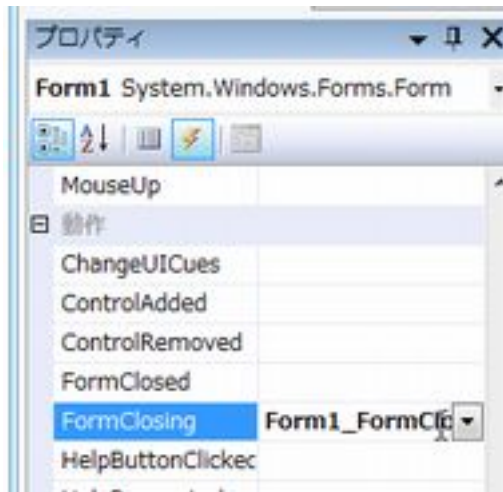 プロパティ
Form1 System.Windows.Forms.Form
MouseUp
動作
ChangeUICues
ControlAdded
ControlRemoved
FormClosed
FormClosing Form1_FormClo
HelpButtonClickec